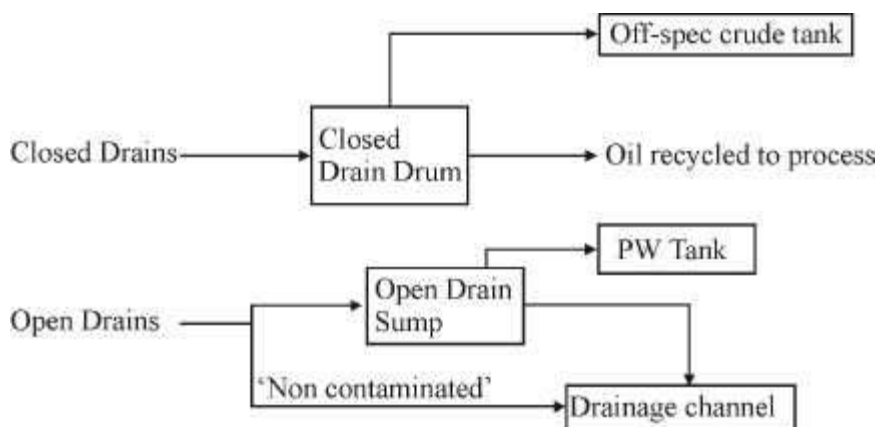 Off-spec crude tank
Closed Drains
Closed
Drain Drum
Oil recycled to process
PW Tank
Open Drains
Open Drain
Sump
‘Non contaminated’
Drainage channel